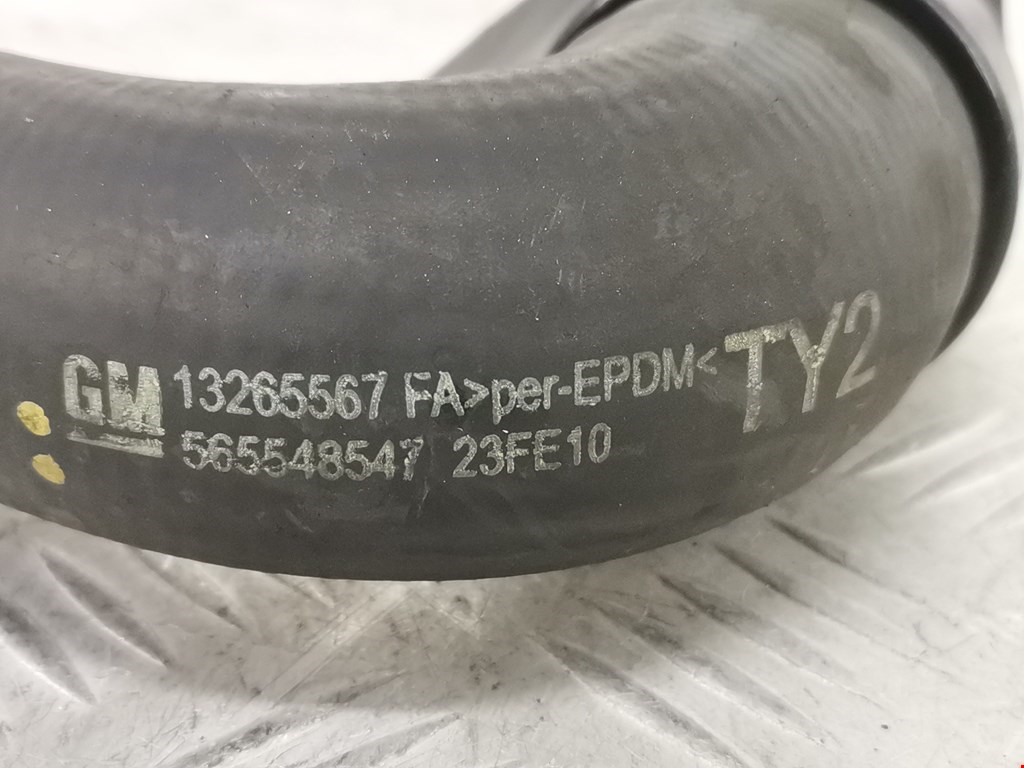 GM 13265567 FA>per-EPDM< TY2
565548547 23FE10